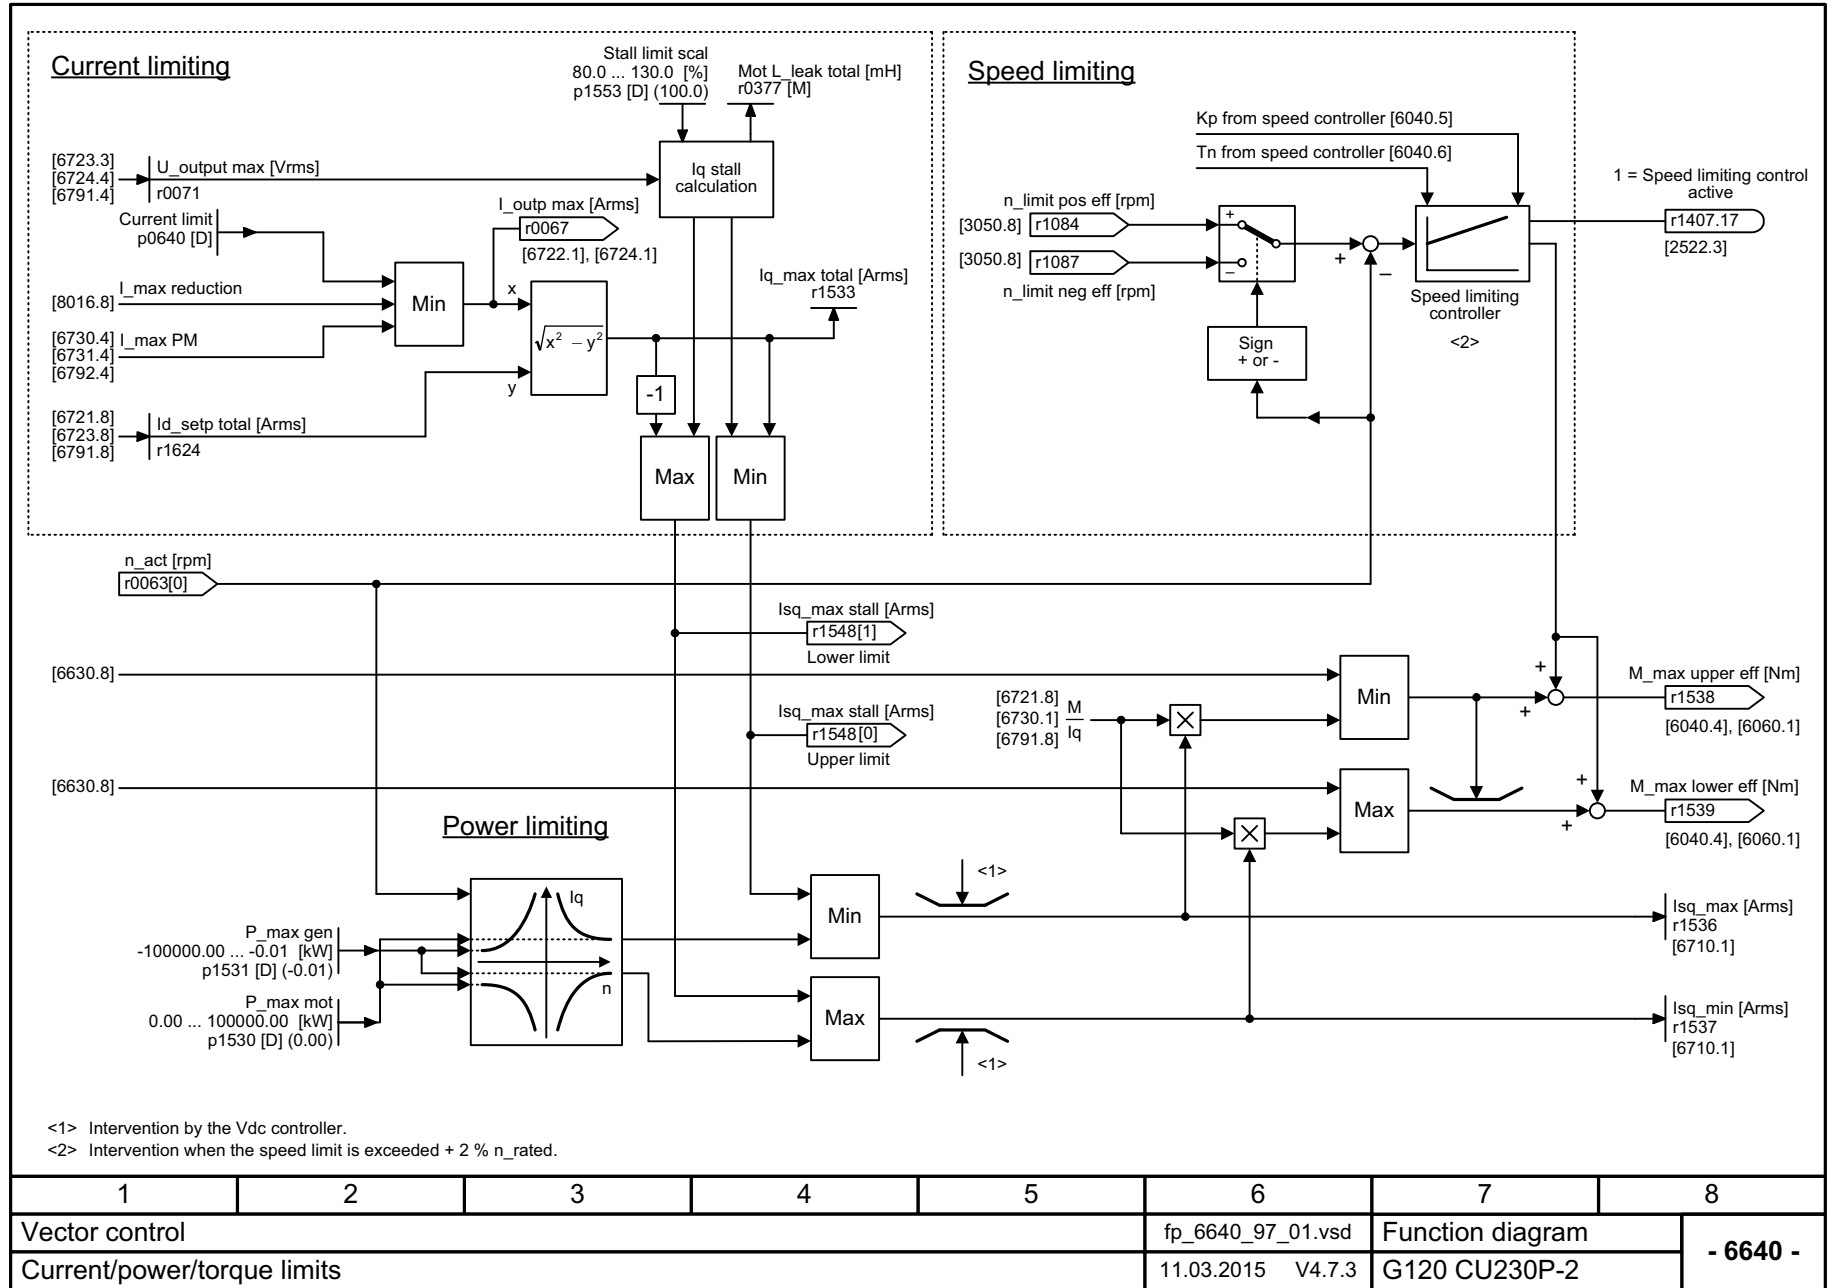 Current limiting
Stall limit scal
80.0 ... 130.0 [%]
p1553 [D] (100.0)
Mot L_leak total [mH]
r0377 [M]
[6723.3]
[6724.4]
[6791.4]
U_output max [Vrms]
r0071
Iq stall
calculation
Current limit
p0640 [D]
I_outp max [Arms]
r0067
[6722.1], [6724.1]
[8016.8]
I_max reduction
Min
x
y
√x² – y²
Iq_max total [Arms]
r1533
[6730.4]
[6731.4]
[6792.4]
I_max PM
[6721.8]
[6723.8]
[6791.8]
Id_setp total [Arms]
r1624
-1
Max
Min
Speed limiting
Kp from speed controller [6040.5]
Tn from speed controller [6040.6]
n_limit pos eff [rpm]
[3050.8]
r1084
[3050.8]
r1087
n_limit neg eff [rpm]
+
–
+
–
Sign
+ or -
Speed limiting
controller
<2>
1 = Speed limiting control
active
r1407.17
[2522.3]
n_act [rpm]
r0063[0]
Isq_max stall [Arms]
r1548[1]
Lower limit
[6630.8]
Isq_max stall [Arms]
r1548[0]
Upper limit
[6630.8]
[6721.8]
[6730.1]
[6791.8]
M
Iq
×
×
Min
Max
+
+
M_max upper eff [Nm]
r1538
[6040.4], [6060.1]
+
+
M_max lower eff [Nm]
r1539
[6040.4], [6060.1]
Power limiting
Iq
n
P_max gen
-100000.00 ... -0.01 [kW]
p1531 [D] (-0.01)
P_max mot
0.00 ... 100000.00 [kW]
p1530 [D] (0.00)
Min
Max
<1>
<1>
Isq_max [Arms]
r1536
[6710.1]
Isq_min [Arms]
r1537
[6710.1]
<1> Intervention by the Vdc controller.
<2> Intervention when the speed limit is exceeded + 2 % n_rated.
1 2 3 4 5 6 7 8
Vector control
fp_6640_97_01.vsd
Function diagram
- 6640 -
Current/power/torque limits
11.03.2015 V4.7.3
G120 CU230P-2